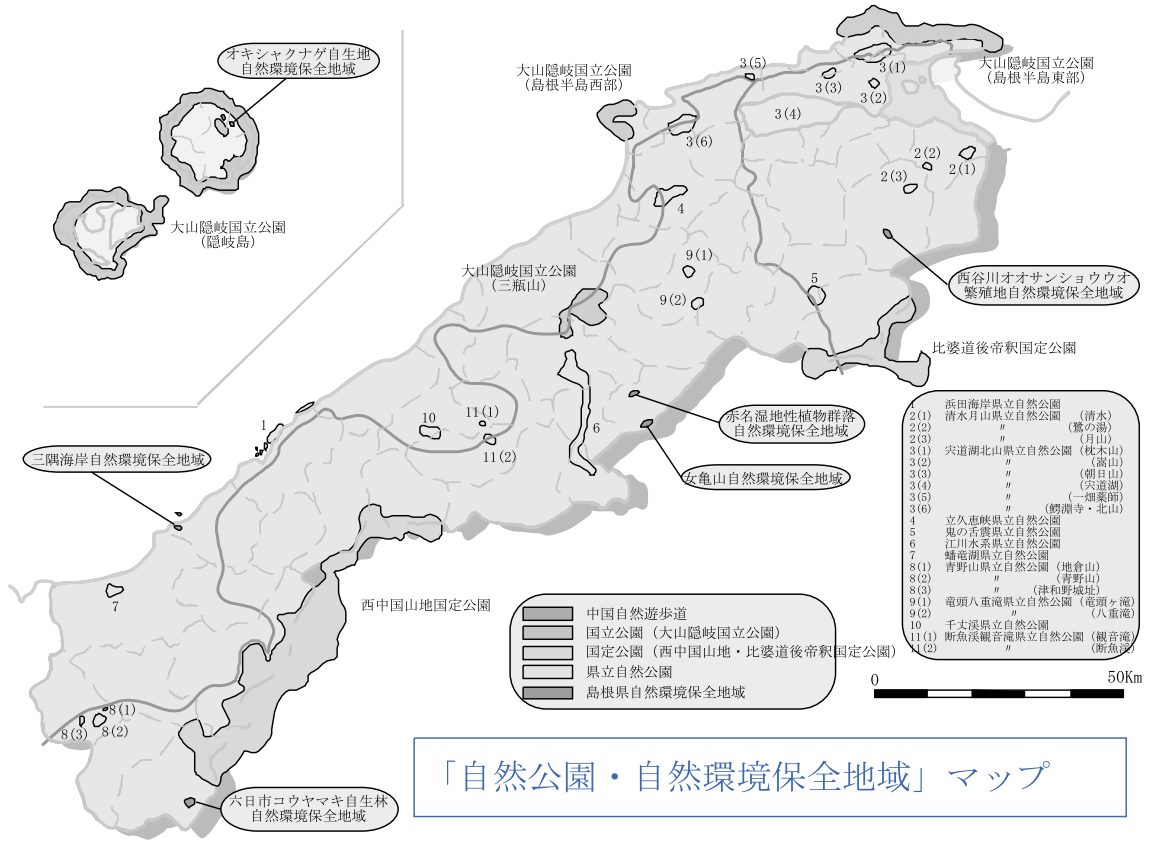 オキシャクナゲ自生地
自然環境保全地域
大山隠岐国立公園
(隠岐島)
大山隠岐国立公園
(島根半島西部)
3(5)
3(1)
3(3)
3(2)
大山隠岐国立公園
(島根半島東部)
3(4)
3(6)
2(2)
2(1)
2(3)
4
9(1)
9(2)
5
大山隠岐国立公園
(三瓶山)
西谷川オオサンショウウオ
繁殖地自然環境保全地域
比婆道後帝釈国定公園
赤名湿地性植物群落
自然環境保全地域
女亀山自然環境保全地域
1
10
11(1)
11(2)
6
三隅海岸自然環境保全地域
7
西中国山地国定公園
8(1)
8(3)
8(2)
六日市コウヤマキ自生林
自然環境保全地域
1 浜田海岸県立自然公園
2(1) 清水月山県立自然公園 (清水)
2(2) 〃 (鷺の湯)
2(3) 〃 (月山)
3(1) 宍道湖北山県立自然公園 (枕木山)
3(2) 〃 (嵩山)
3(3) 〃 (朝日山)
3(4) 〃 (宍道湖)
3(5) 〃 (一畑薬師)
3(6) 〃 (鰐淵寺・北山)
4 立久恵峡県立自然公園
5 鬼の舌震県立自然公園
6 江川水系県立自然公園
7 蟠竜湖県立自然公園
8(1) 青野山県立自然公園 (地倉山)
8(2) 〃 (青野山)
8(3) 〃 (津和野城址)
9(1) 竜頭八重滝県立自然公園 (竜頭ヶ滝)
9(2) 〃 (八重滝)
10 千丈渓県立自然公園
11(1) 断魚渓観音滝県立自然公園 (観音滝)
11(2) 〃 (断魚渓)
中国自然遊歩道
国立公園 (大山隠岐国立公園)
国定公園 (西中国山地・比婆道後帝釈国定公園)
県立自然公園
島根県自然環境保全地域
0 50Km
「自然公園・自然環境保全地域」マップ